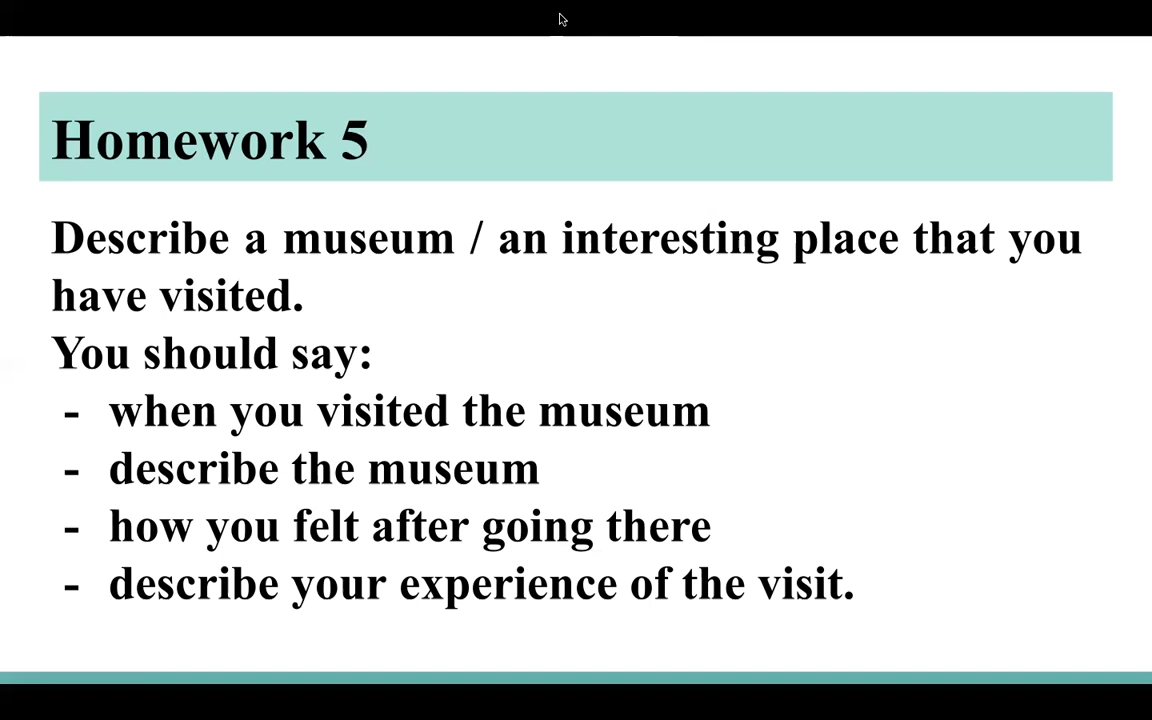 Homework 5
Describe a museum / an interesting place that you
have visited.
You should say:
- when you visited the museum
- describe the museum
- how you felt after going there
- describe your experience of the visit.